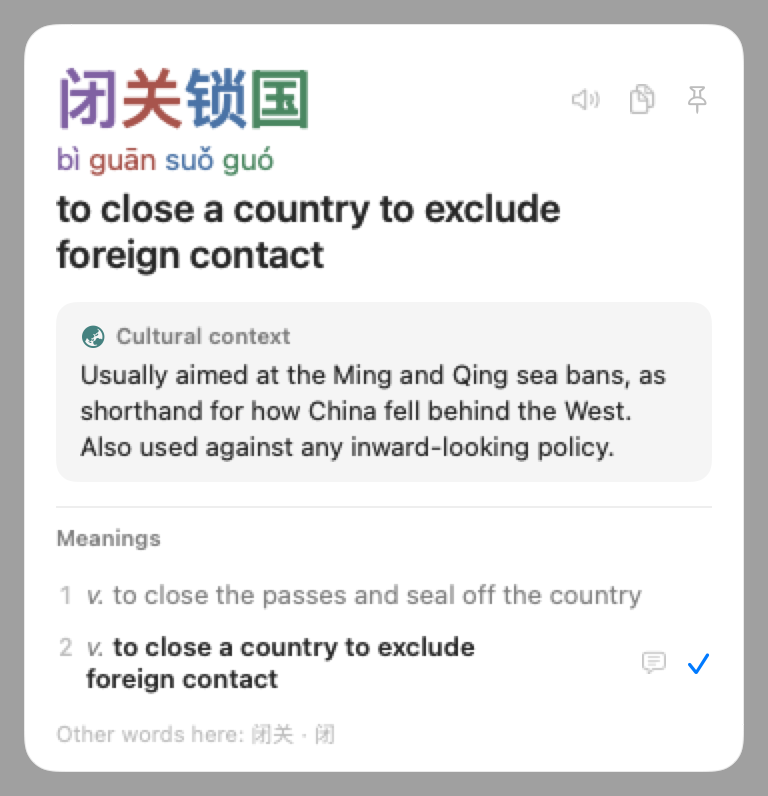 闭关锁国
bì guān suǒ guó
to close a country to exclude
foreign contact
Cultural context
Usually aimed at the Ming and Qing sea bans, as
shorthand for how China fell behind the West.
Also used against any inward-looking policy.
Meanings
1 v. to close the passes and seal off the country
2 v. to close a country to exclude
foreign contact
Other words here: 闭关 · 闭